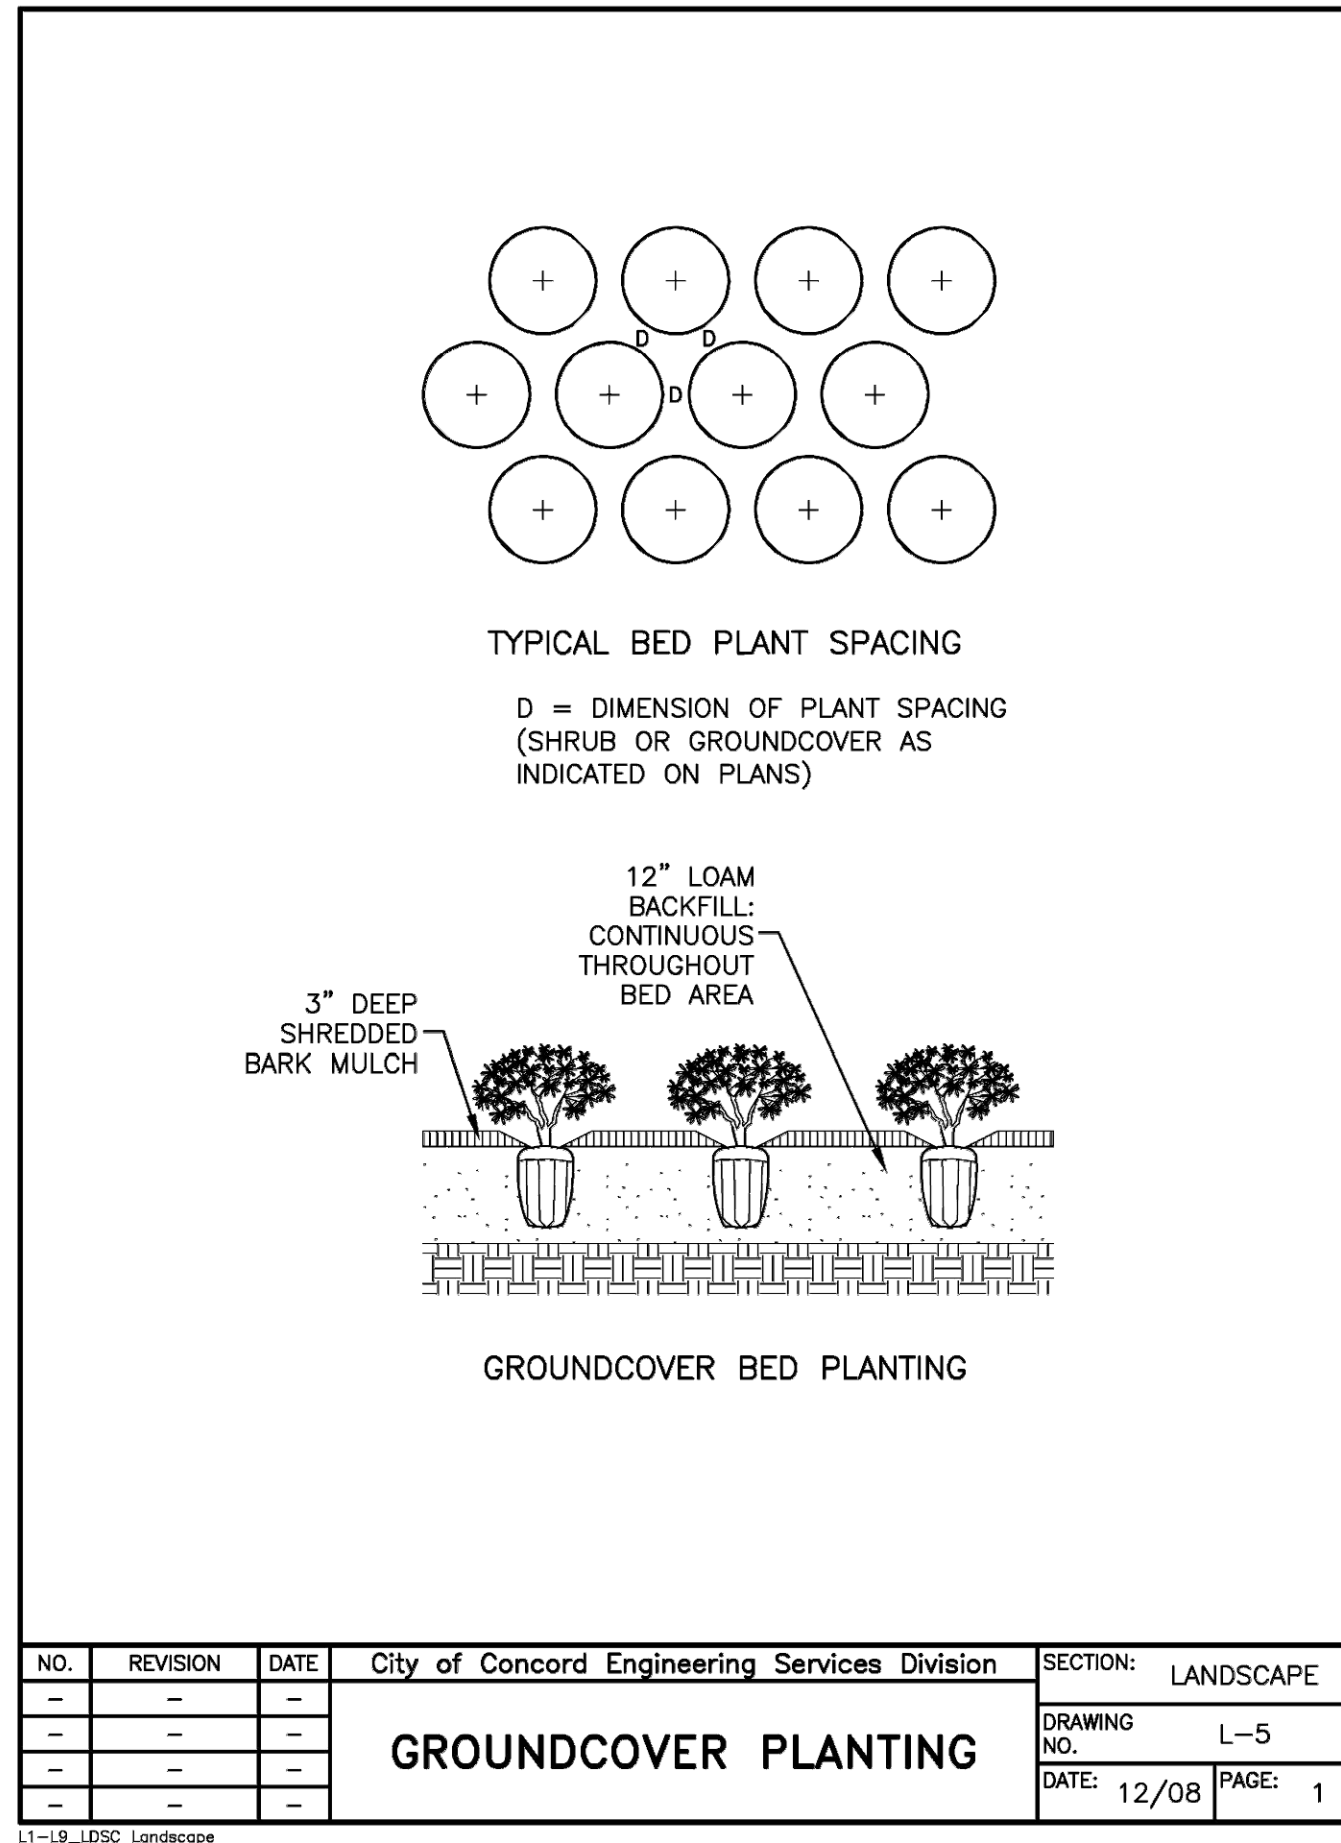 D D
D
TYPICAL BED PLANT SPACING
D = DIMENSION OF PLANT SPACING
(SHRUB OR GROUNDCOVER AS
INDICATED ON PLANS)
12" LOAM
BACKFILL:
CONTINUOUS
THROUGHOUT
BED AREA
3" DEEP
SHREDDED
BARK MULCH
GROUNDCOVER BED PLANTING
NO. REVISION DATE
- - -
- - -
- - -
- - -
City of Concord Engineering Services Division
GROUNDCOVER PLANTING
SECTION: LANDSCAPE
DRAWING
NO. L-5
DATE: 12/08 PAGE: 1
L1-L9_LDSC Landscape